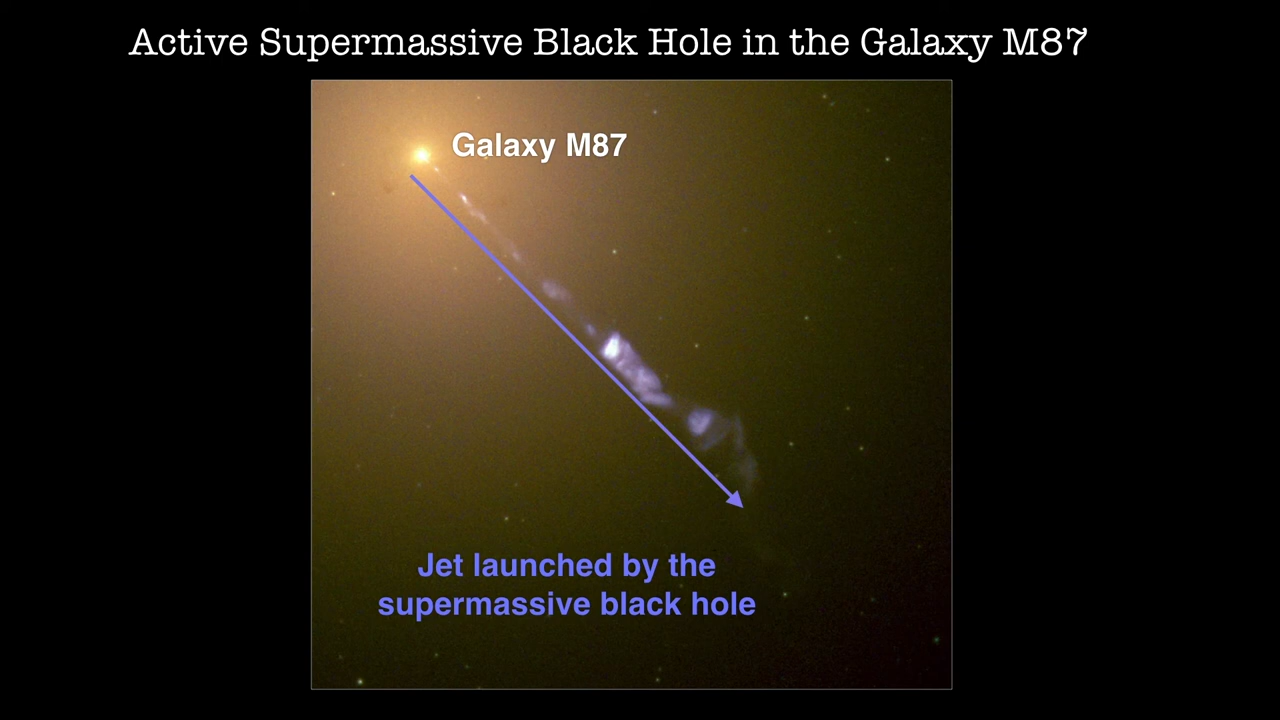 Active Supermassive Black Hole in the Galaxy M87
Galaxy M87
Jet launched by the
supermassive black hole